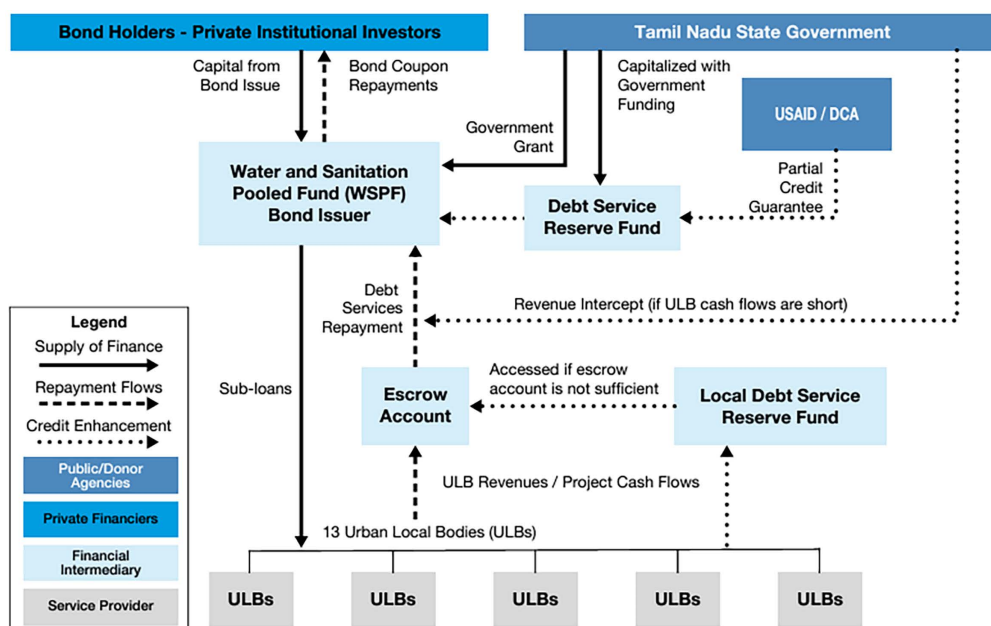 Bond Holders - Private Institutional Investors
Tamil Nadu State Government
Capital from
Bond Issue
Bond Coupon
Repayments
Government
Grant
Capitalized with
Government
Funding
USAID / DCA
Partial
Credit
Guarantee
Water and Sanitation
Pooled Fund (WSPF)
Bond Issuer
Debt Service
Reserve Fund
Debt
Services
Repayment
Revenue Intercept (if ULB cash flows are short)
Legend
Supply of Finance
Repayment Flows
Credit Enhancement
Public/Donor
Agencies
Private Financiers
Financial
Intermediary
Service Provider
Sub-loans
Escrow
Account
Accessed if escrow
account is not sufficient
Local Debt Service
Reserve Fund
ULB Revenues / Project Cash Flows
13 Urban Local Bodies (ULBs)
ULBs
ULBs
ULBs
ULBs
ULBs